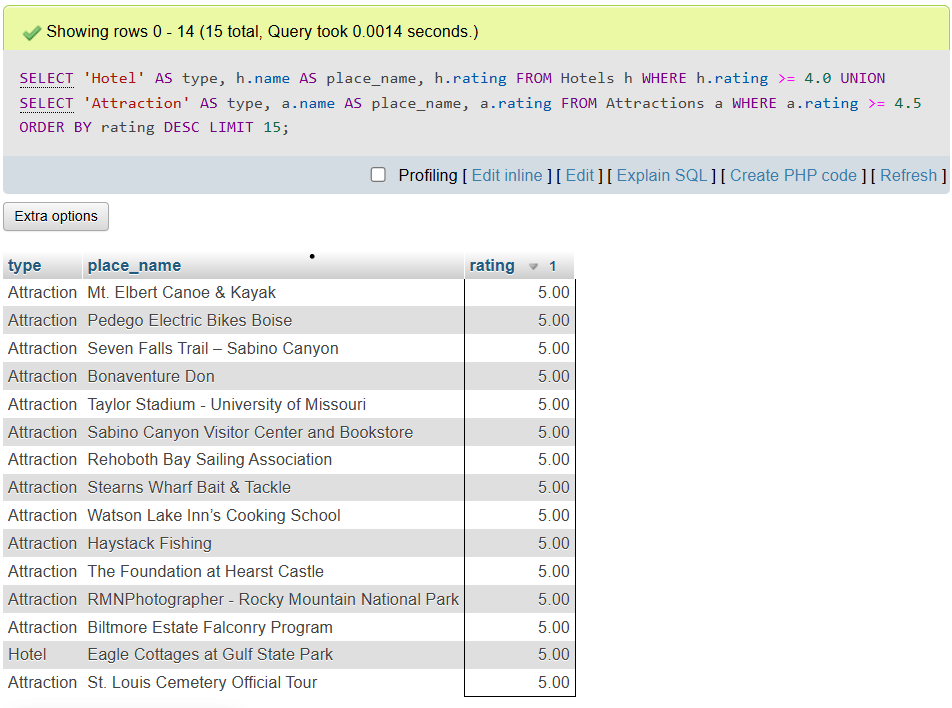 Showing rows 0 - 14 (15 total, Query took 0.0014 seconds.)
SELECT 'Hotel' AS type, h.name AS place_name, h.rating FROM Hotels h WHERE h.rating >= 4.0 UNION
SELECT 'Attraction' AS type, a.name AS place_name, a.rating FROM Attractions a WHERE a.rating >= 4.5
ORDER BY rating DESC LIMIT 15;
Profiling [ Edit inline ] [ Edit ] [ Explain SQL ] [ Create PHP code ] [ Refresh ]
Extra options
type place_name rating 1
Attraction Mt. Elbert Canoe & Kayak 5.00
Attraction Pedego Electric Bikes Boise 5.00
Attraction Seven Falls Trail – Sabino Canyon 5.00
Attraction Bonaventure Don 5.00
Attraction Taylor Stadium - University of Missouri 5.00
Attraction Sabino Canyon Visitor Center and Bookstore 5.00
Attraction Rehoboth Bay Sailing Association 5.00
Attraction Stearns Wharf Bait & Tackle 5.00
Attraction Watson Lake Inn’s Cooking School 5.00
Attraction Haystack Fishing 5.00
Attraction The Foundation at Hearst Castle 5.00
Attraction RMNPhotographer - Rocky Mountain National Park 5.00
Attraction Biltmore Estate Falconry Program 5.00
Hotel Eagle Cottages at Gulf State Park 5.00
Attraction St. Louis Cemetery Official Tour 5.00